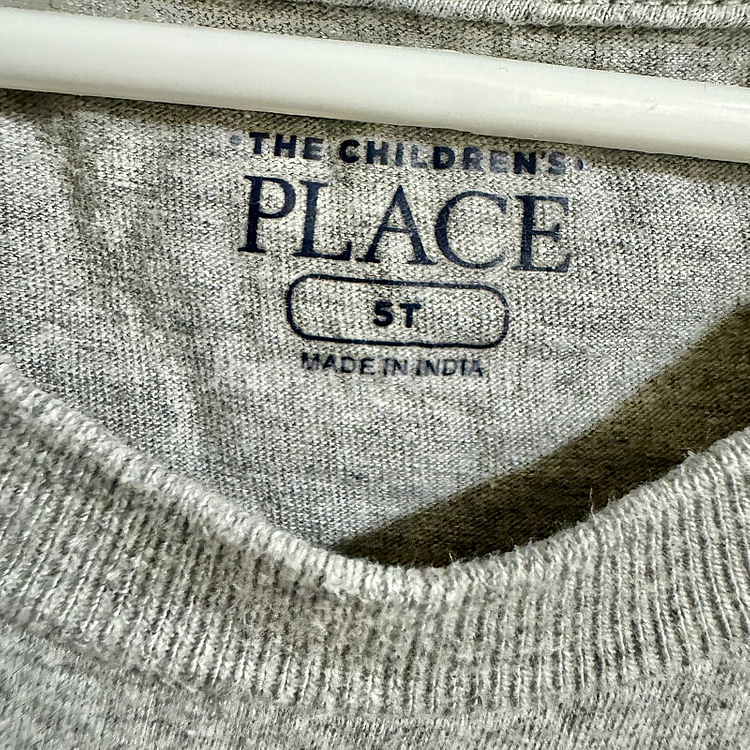 THE CHILDREN'S
PLACE
5T
MADE IN INDIA